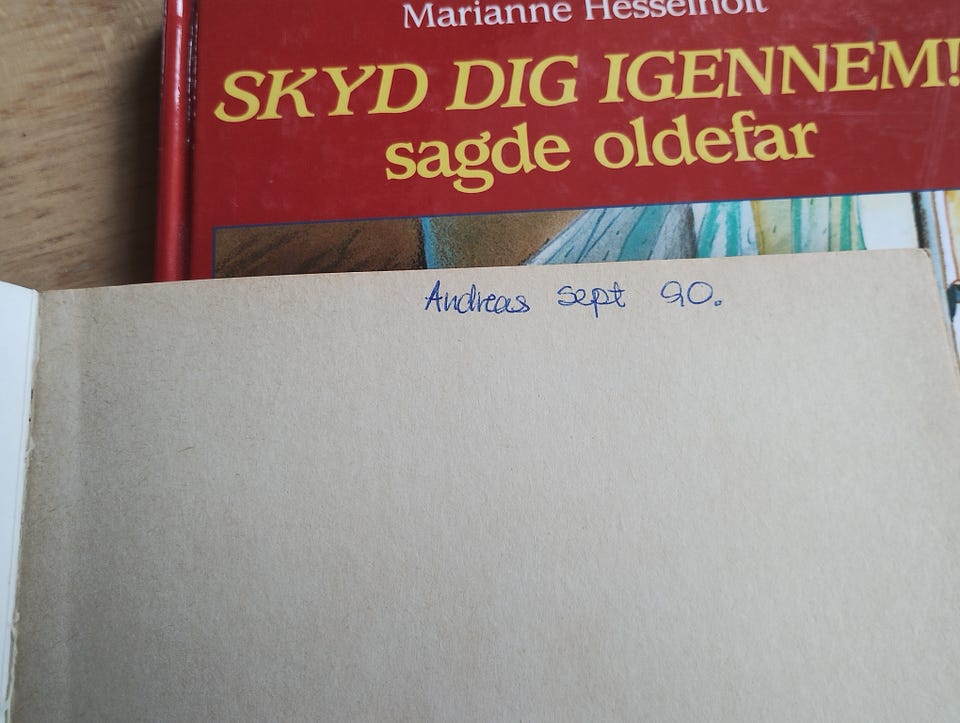 Marianne Hesselholt
SKYD DIG IGENNEM!
sagde oldefar
Andreas sept 90.